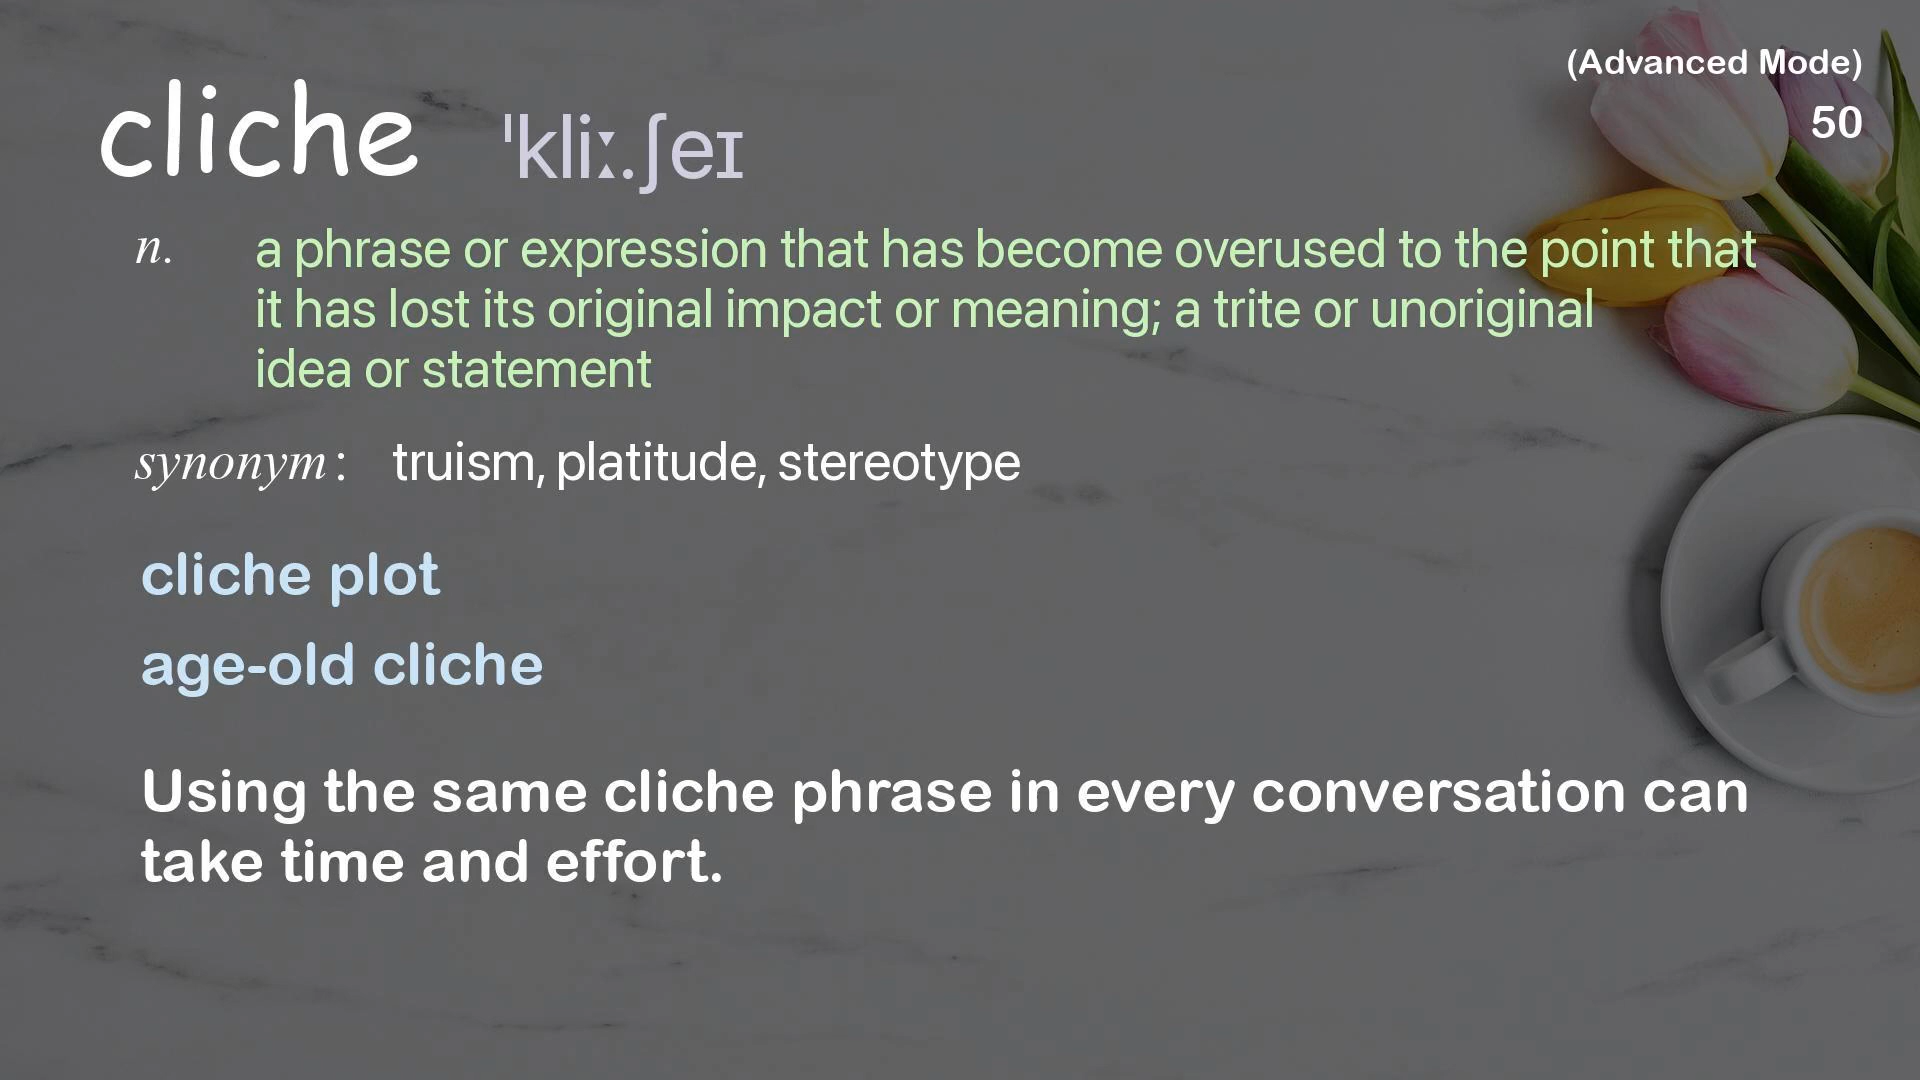 (Advanced Mode)
50
cliche ˈkliː.ʃeɪ
n. a phrase or expression that has become overused to the point that
it has lost its original impact or meaning; a trite or unoriginal
idea or statement
synonym: truism, platitude, stereotype
cliche plot
age-old cliche
Using the same cliche phrase in every conversation can
take time and effort.